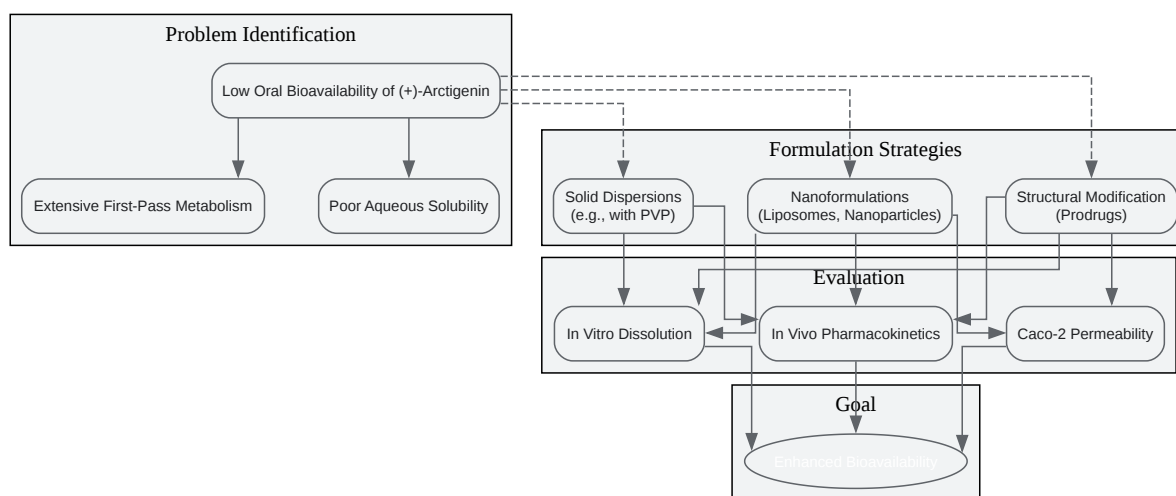 Problem Identification
Low Oral Bioavailability of (+)-Arctigenin
Extensive First-Pass Metabolism
Poor Aqueous Solubility
Formulation Strategies
Solid Dispersions
(e.g., with PVP)
Nanoformulations
(Liposomes, Nanoparticles)
Structural Modification
(Prodrugs)
Evaluation
In Vitro Dissolution
In Vivo Pharmacokinetics
Caco-2 Permeability
Goal
Enhanced Bioavailability